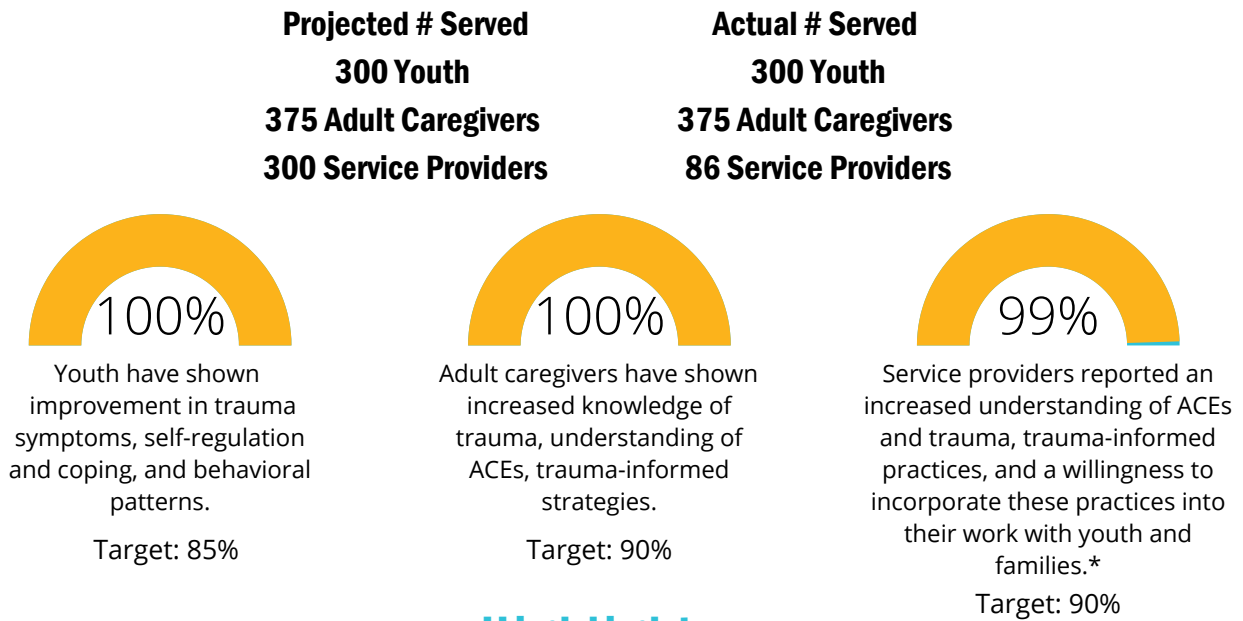 Projected # Served
300 Youth
375 Adult Caregivers
300 Service Providers
Actual # Served
300 Youth
375 Adult Caregivers
86 Service Providers
100%
Youth have shown
improvement in trauma
symptoms, self-regulation
and coping, and behavioral
patterns.
Target: 85%
100%
Adult caregivers have shown
increased knowledge of
trauma, understanding of
ACEs, trauma-informed
strategies.
Target: 90%
99%
Service providers reported an
increased understanding of ACEs
and trauma, trauma-informed
practices, and a willingness to
incorporate these practices into
their work with youth and
families.*
Target: 90%